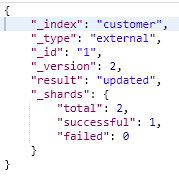 {
    "_index": "customer",
    "_type": "external",
    "_id": "1",
    "_version": 2,
    "result": "updated",
    "_shards": {
        "total": 2,
        "successful": 1,
        "failed": 0
    }
}